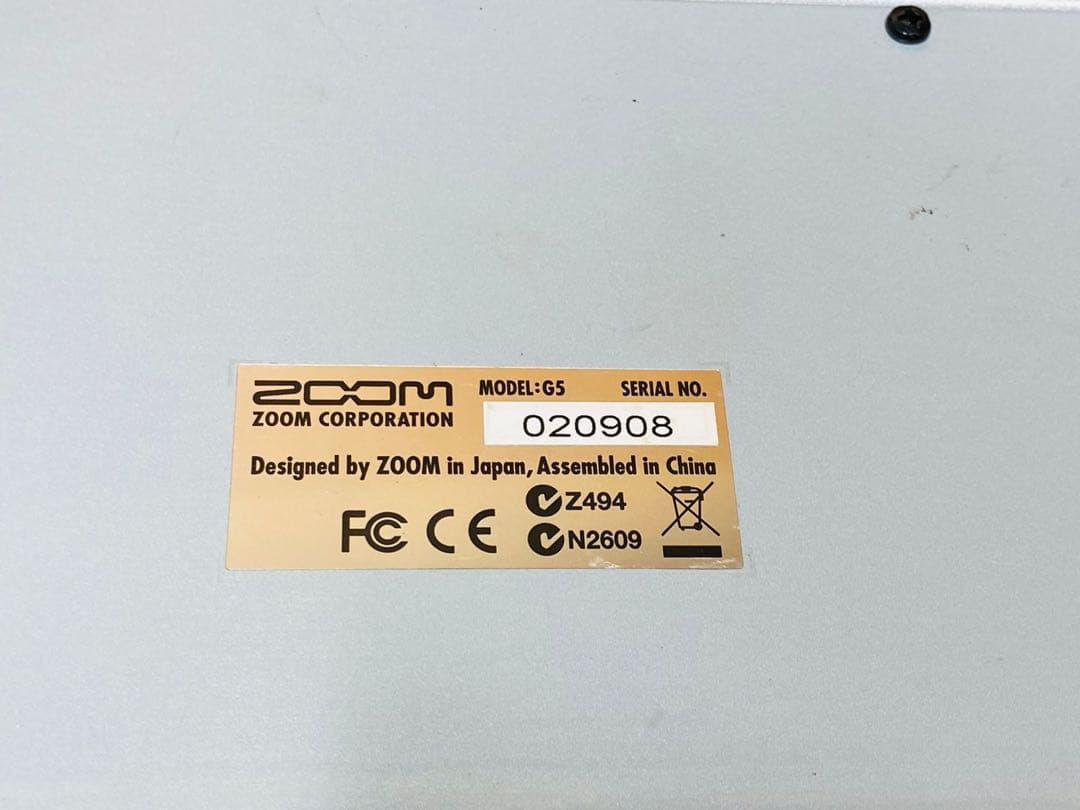 ZOOM MODEL:G5 SERIAL NO.
ZOOM CORPORATION 020908
Designed by ZOOM in Japan, Assembled in China
Z494
FC CE N2609